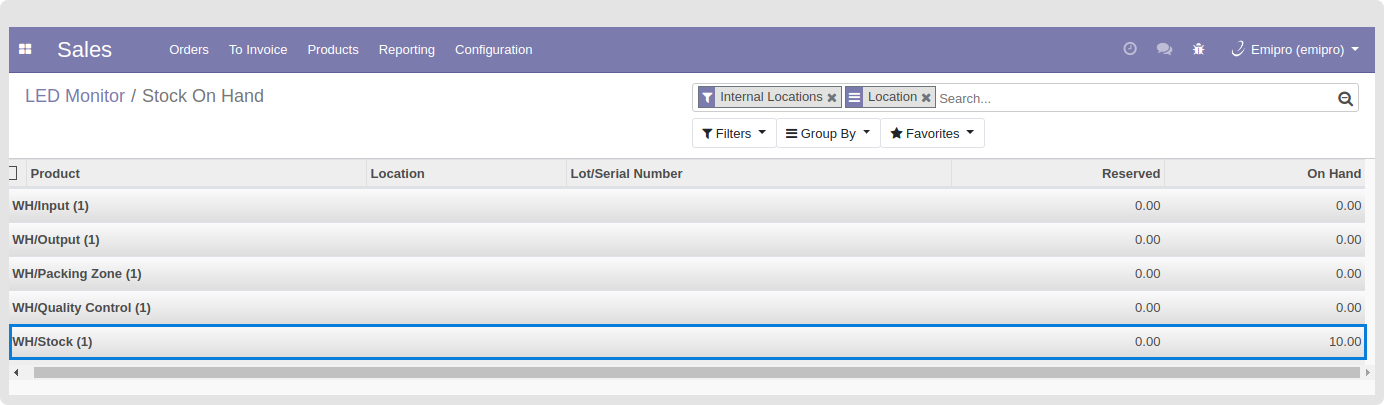 Sales Orders To Invoice Products Reporting Configuration Emipro (emipro)
LED Monitor / Stock On Hand
Internal Locations Location Search...
Filters Group By Favorites
Product Location Lot/Serial Number Reserved On Hand
WH/Input (1) 0.00 0.00
WH/Output (1) 0.00 0.00
WH/Packing Zone (1) 0.00 0.00
WH/Quality Control (1) 0.00 0.00
WH/Stock (1) 0.00 10.00